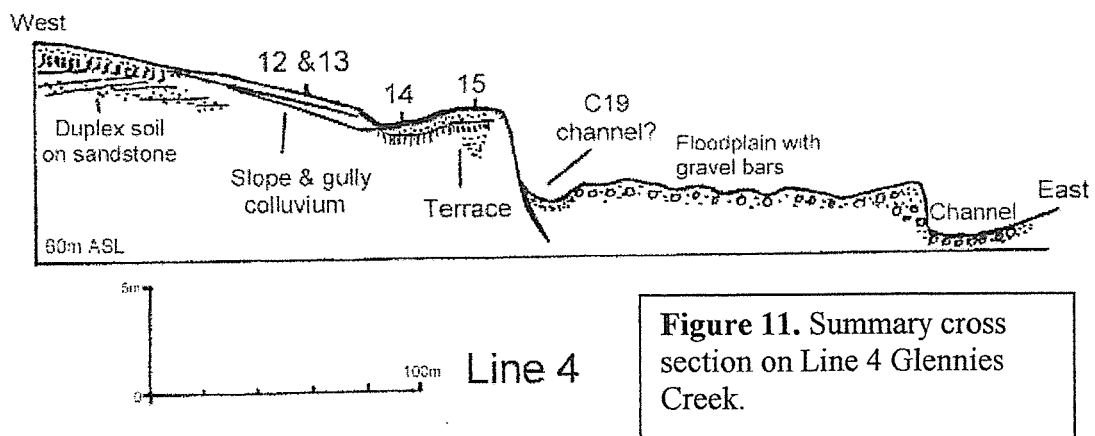 West
12 &13
14
15
C19
channel?
Duplex soil
on sandstone
Slope & gully
colluvium
Terrace
Floodplain with
gravel bars
East
Channel
60m ASL
5m
0
100m
Line 4
Figure 11. Summary cross
section on Line 4 Glennies
Creek.